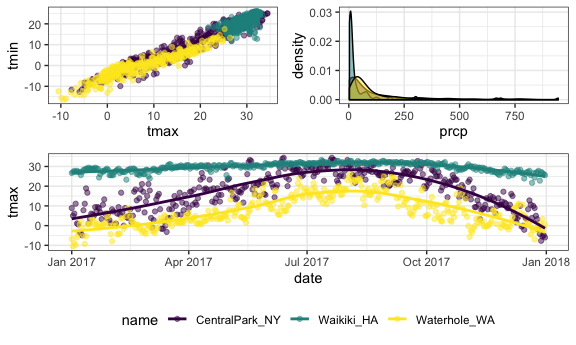 tmin
20
10
0
-10
-10 0 10 20 30
tmax
density
0.03
0.02
0.01
0.00
0 250 500 750
prcp
tmax
30
20
10
0
-10
Jan 2017 Apr 2017 Jul 2017 Oct 2017 Jan 2018
date
name CentralPark_NY Waikiki_HA Waterhole_WA